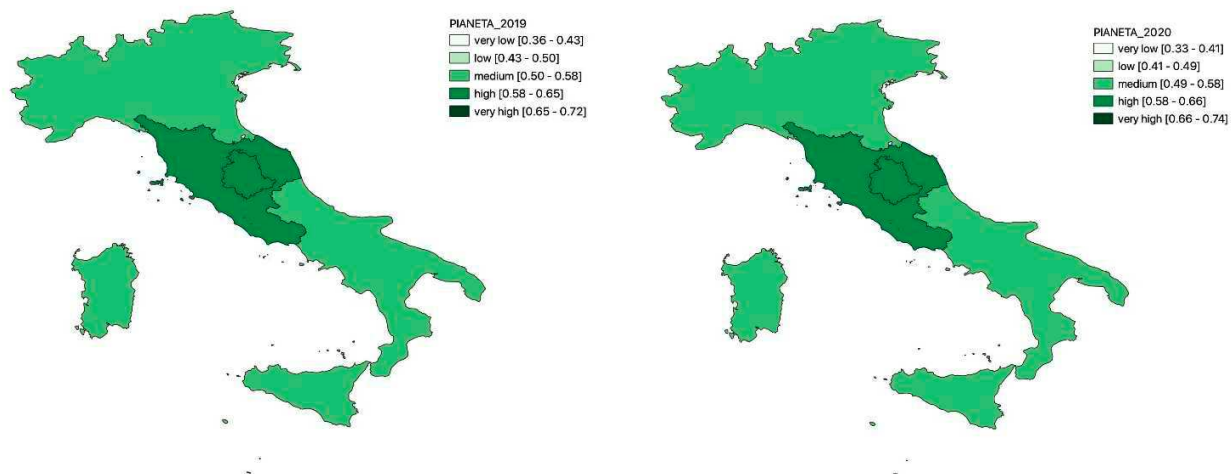 PIANETA_2019
very low [0.36 - 0.43]
low [0.43 - 0.50]
medium [0.50 - 0.58]
high [0.58 - 0.65]
very high [0.65 - 0.72]
PIANETA_2020
very low [0.33 - 0.41]
low [0.41 - 0.49]
medium [0.49 - 0.58]
high [0.58 - 0.66]
very high [0.66 - 0.74]